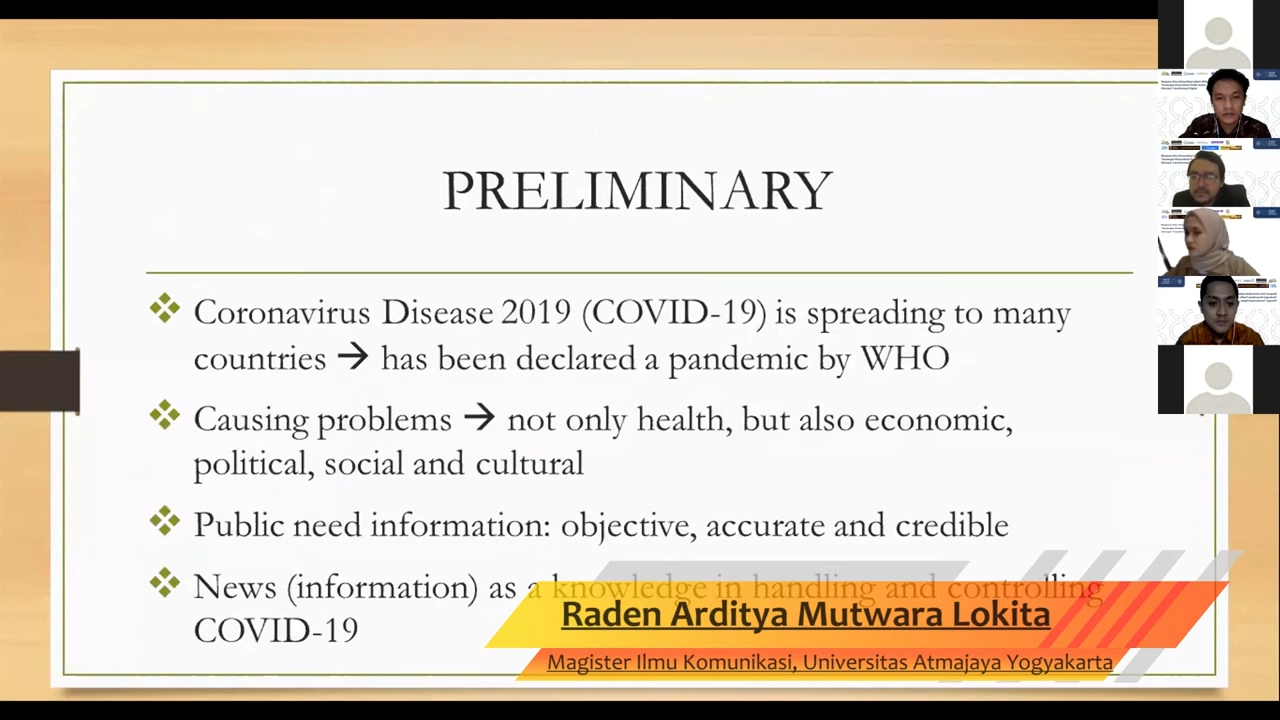 PRELIMINARY
Coronavirus Disease 2019 (COVID-19) is spreading to many
countries → has been declared a pandemic by WHO
Causing problems → not only health, but also economic,
political, social and cultural
Public need information: objective, accurate and credible
News (information) as a knowledge in handling and controlling
COVID-19
Raden Arditya Mutwara Lokita
Magister Ilmu Komunikasi, Universitas Atmajaya Yogyakarta